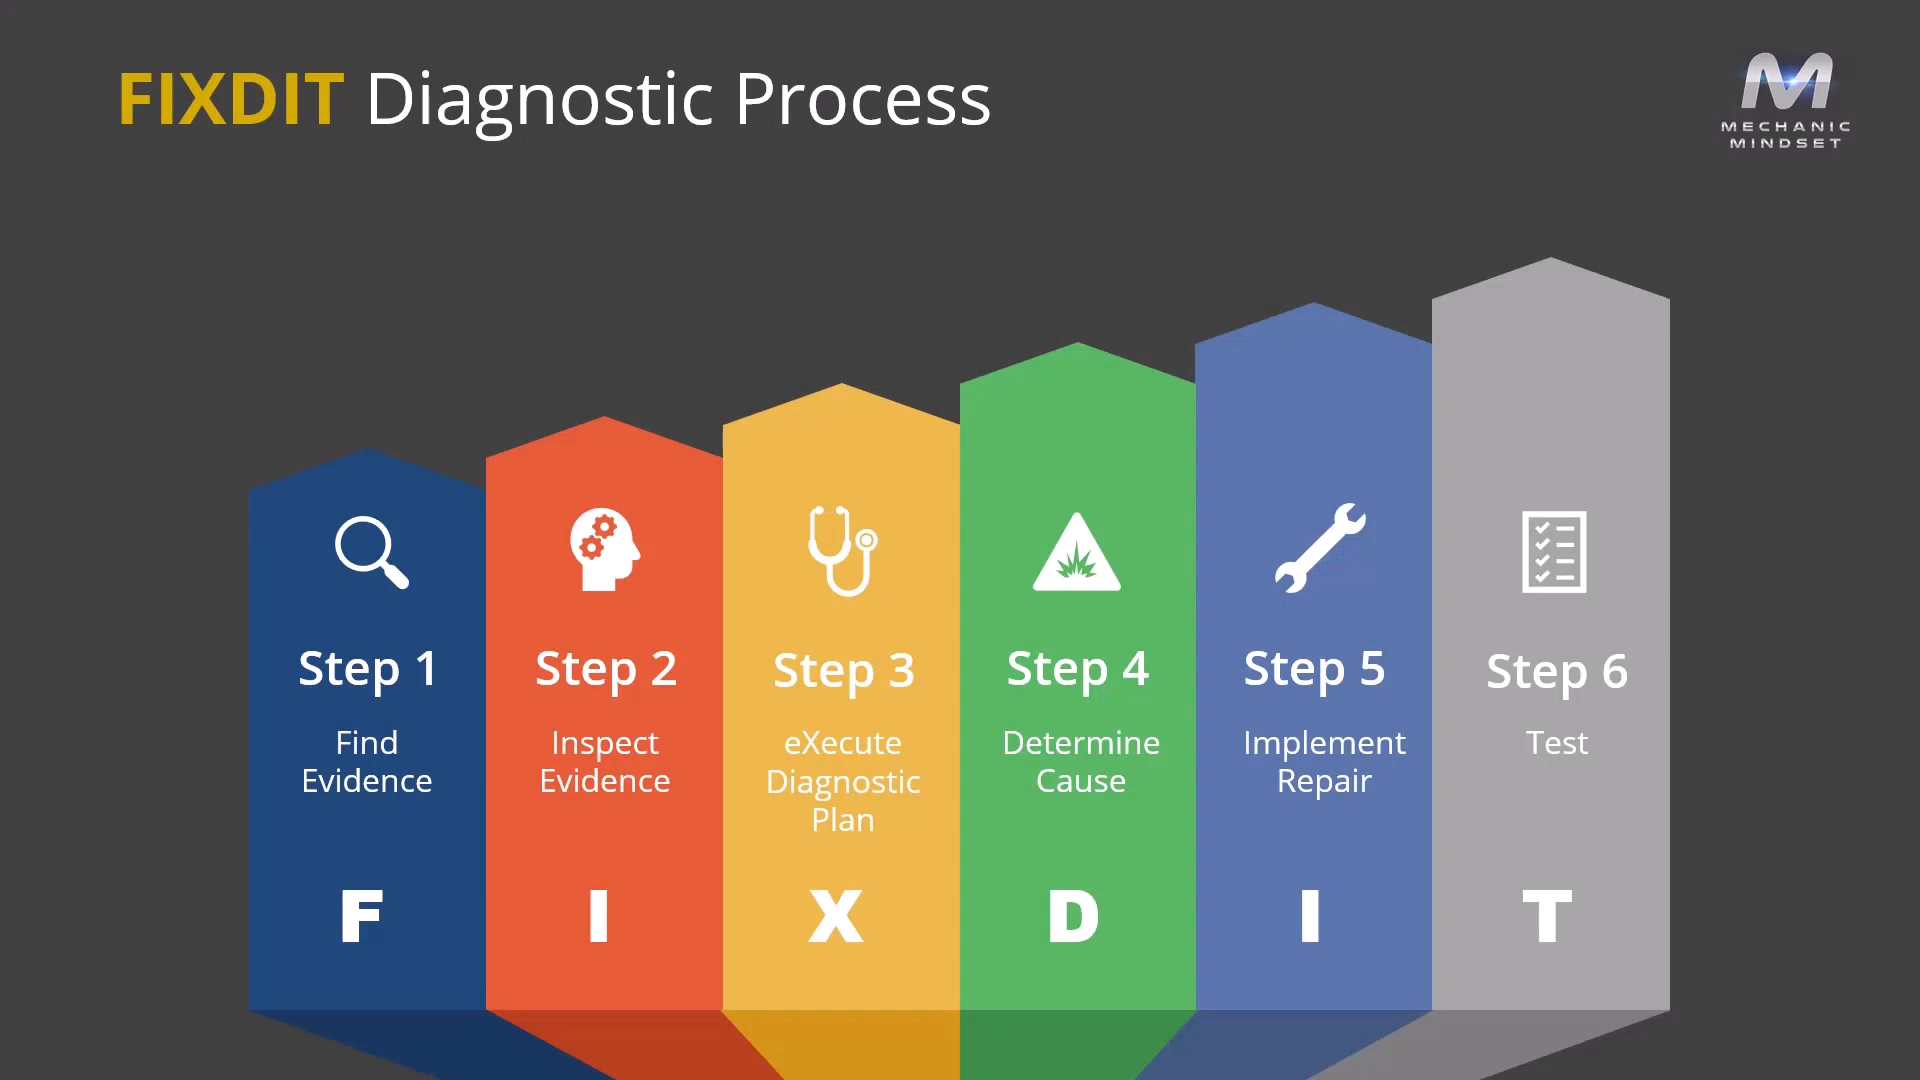 FIXDIT Diagnostic Process
MECHANIC
MINDSET
Step 1
Find
Evidence
F
Step 2
Inspect
Evidence
I
Step 3
eXecute
Diagnostic
Plan
X
Step 4
Determine
Cause
D
Step 5
Implement
Repair
I
Step 6
Test
T